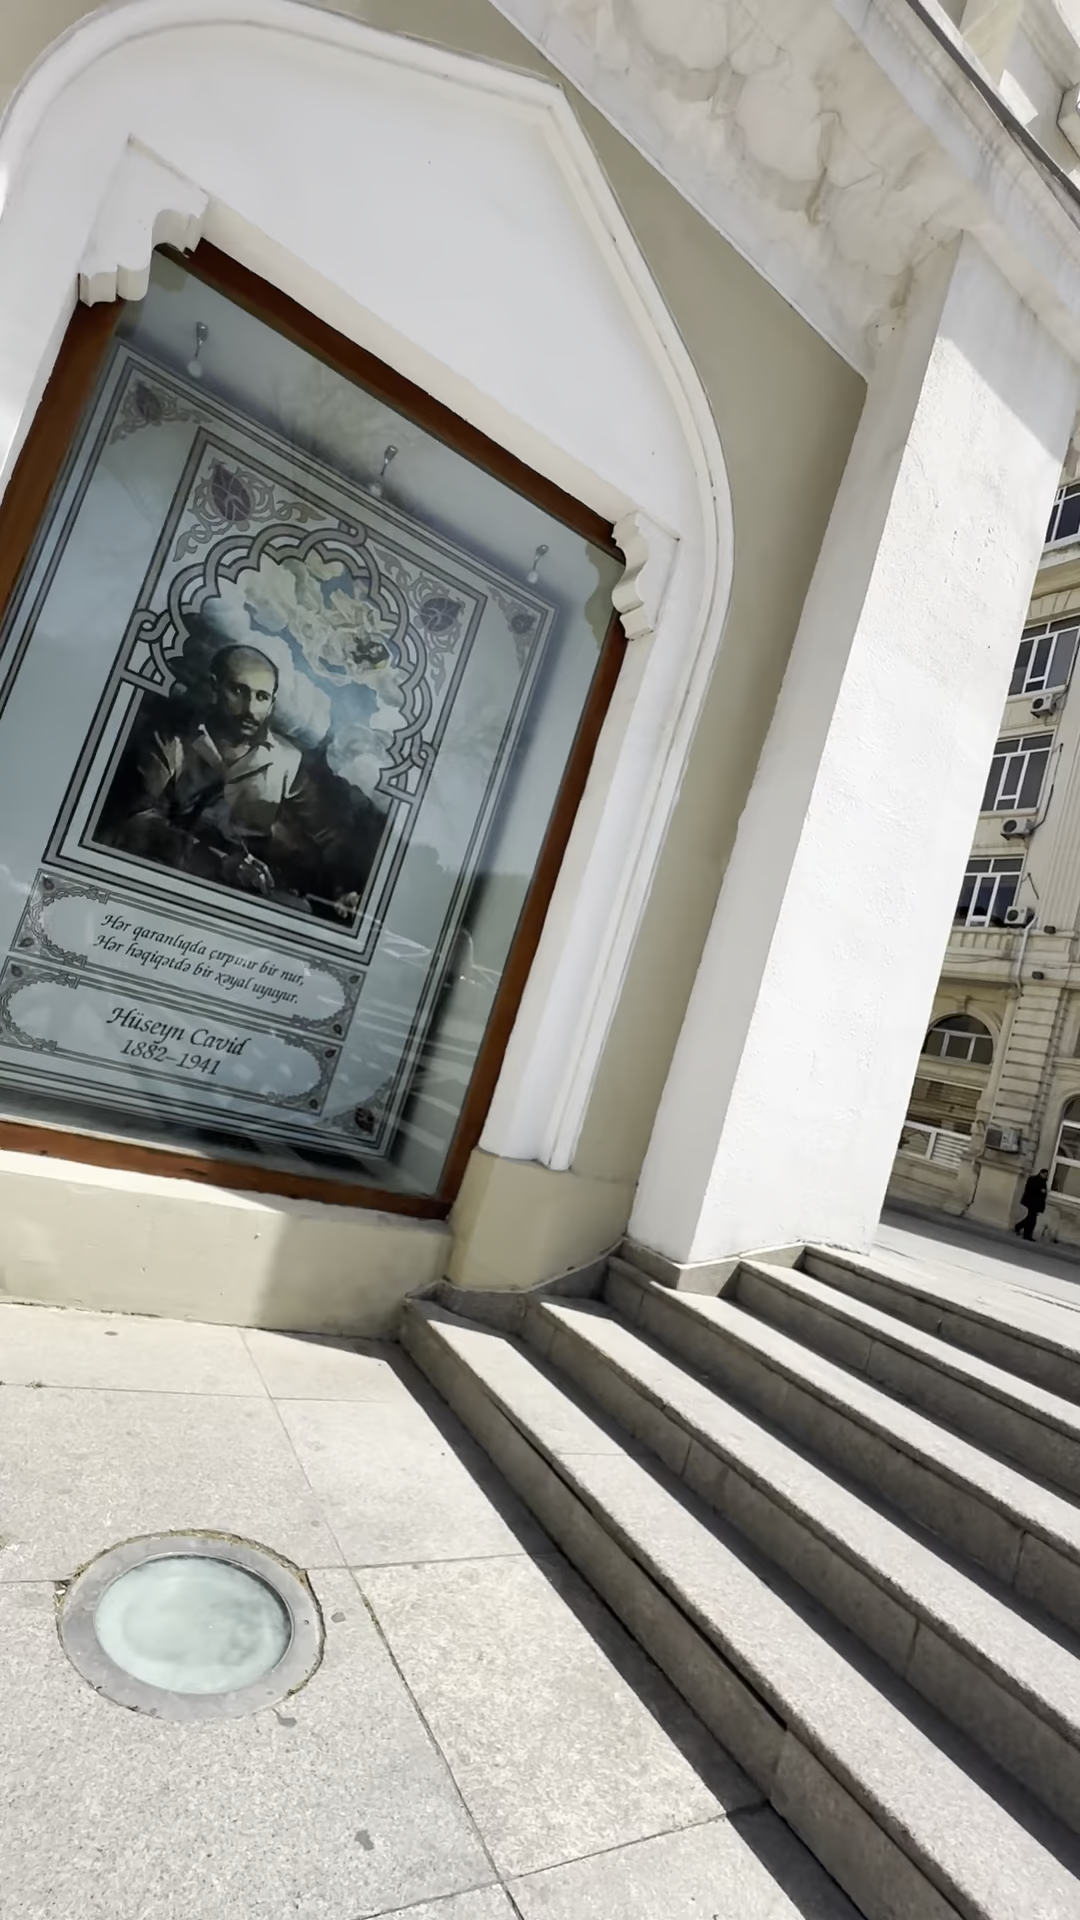 Hər qaranlıqda çırpınır bir nur,
Hər həqiqətdə bir xəyal uyuyur.
Hüseyn Cavid
1882–1941